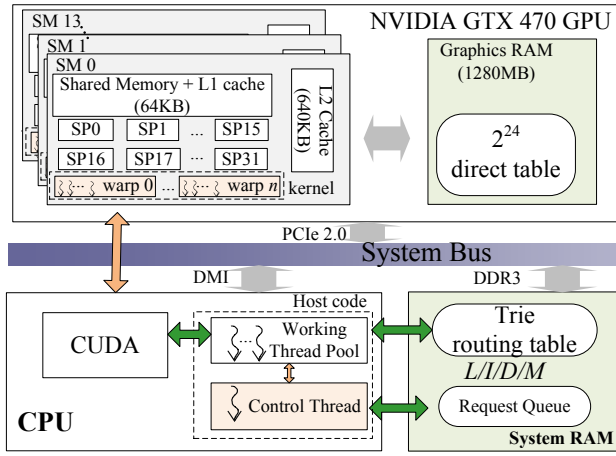 SM 13
SM 1
SM 0
Shared Memory + L1 cache
(64KB)
SP0 SP1 ... SP15
SP16 SP17 ... SP31
warp 0 ... warp n
kernel
L2 Cache
(640KB)
NVIDIA GTX 470 GPU
Graphics RAM
(1280MB)
2^24
direct table
PCIe 2.0
System Bus
DMI
DDR3
Host code
CUDA
Working
Thread Pool
Control Thread
CPU
Trie
routing table
L/I/D/M
Request Queue
System RAM